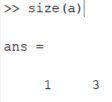 >> size(a)
ans =
1 3